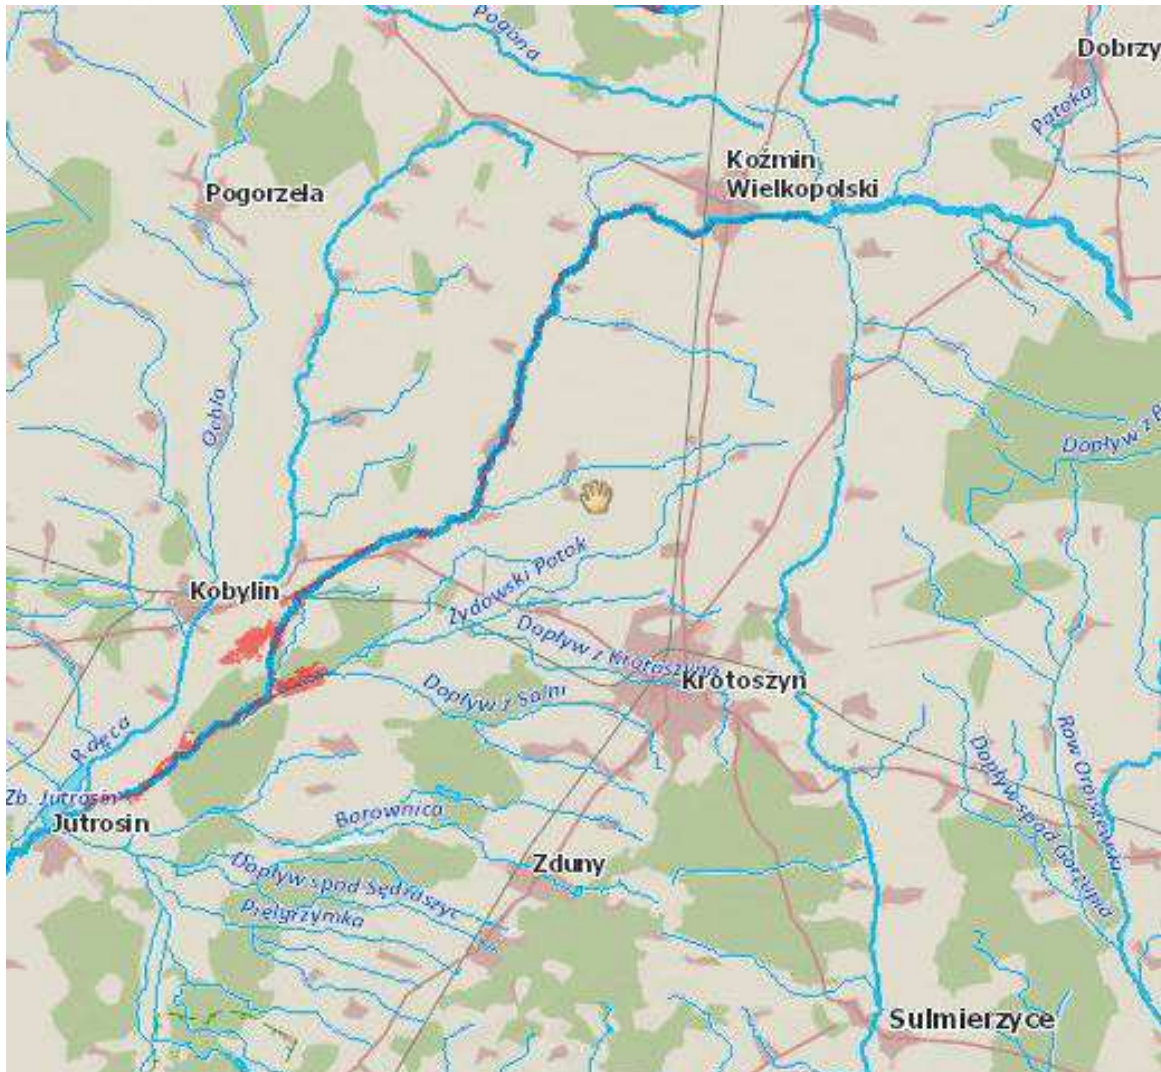 Pogona
Dobrzy
Potoka
Koźmin
Wielkopolski
Pogorzela
Ochla
Dopływ z P
Żydowski Potok
Kobylin
Dopływ z Krotoszyna
Krotoszyn
Dopływ z Salni
Rdęca
Dopływ spod Gorzupia
Rów Orpiszewski
Zb. Jutrosin
Jutrosin
Borownica
Zduny
Dopływ spod Sędraszyc
Pielgrzymka
Sulmierzyce